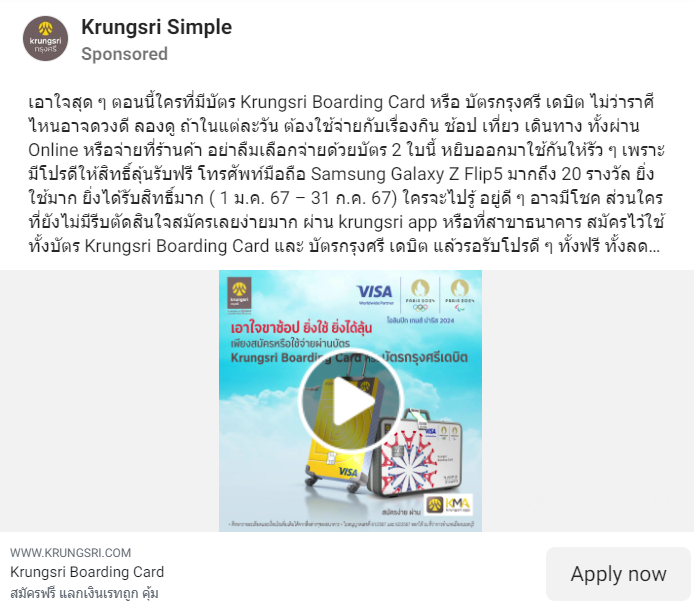 Krungsri Simple
Sponsored
krungsri
กรุงศรี
เอาใจสุด ๆ ตอนนี้ใครที่มีบัตร Krungsri Boarding Card หรือ บัตรกรุงศรี เดบิต ไม่ว่าราศี
ไหนอาจดวงดี ลองดู ถ้าในแต่ละวัน ต้องใช้จ่ายกับเรื่องกิน ช้อป เที่ยว เดินทาง ทั้งผ่าน
Online หรือจ่ายที่ร้านค้า อย่าลืมเลือกจ่ายด้วยบัตร 2 ใบนี้ หยิบออกมาใช้กันให้รัว ๆ เพราะ
มีโปรดีให้สิทธิ์ลุ้นรับฟรี โทรศัพท์มือถือ Samsung Galaxy Z Flip5 มากถึง 20 รางวัล ยิ่ง
ใช้มาก ยิ่งได้รับสิทธิ์มาก ( 1 ม.ค. 67 – 31 ก.ค. 67) ใครจะไปรู้ อยู่ดี ๆ อาจมีโชค ส่วนใคร
ที่ยังไม่มีรีบตัดสินใจสมัครเลยง่ายมาก ผ่าน krungsri app หรือที่สาขาธนาคาร สมัครไว้ใช้
ทั้งบัตร Krungsri Boarding Card และ บัตรกรุงศรี เดบิต แล้วรอรับโปรดี ๆ ทั้งฟรี ทั้งลด...
krungsri
VISA
Worldwide Partner
PARIS 2024
PARIS 2024
โอลิมปิก เกมส์ ปารีส 2024
เอาใจขาช้อป ยิ่งใช้ ยิ่งได้ลุ้น
เพียงสมัครหรือใช้จ่ายผ่านบัตร
Krungsri Boarding Card หรือ บัตรกรุงศรีเดบิต
VISA
VISA
สมัครง่าย ผ่าน
KMA
WWW.KRUNGSRI.COM
Krungsri Boarding Card
สมัครฟรี แลกเงินเรทถูก คุ้ม
Apply now